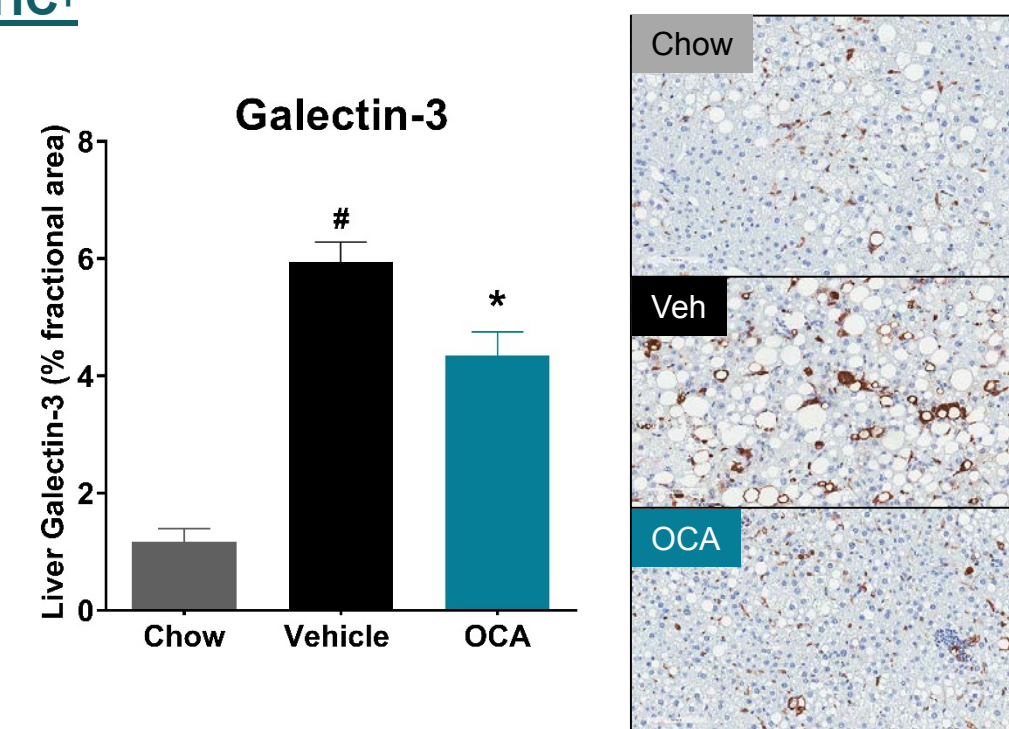 Galectin-3
Liver Galectin-3 (% fractional area)
8
6
4
2
0
#
*
Chow
Vehicle
OCA
Chow
Veh
OCA